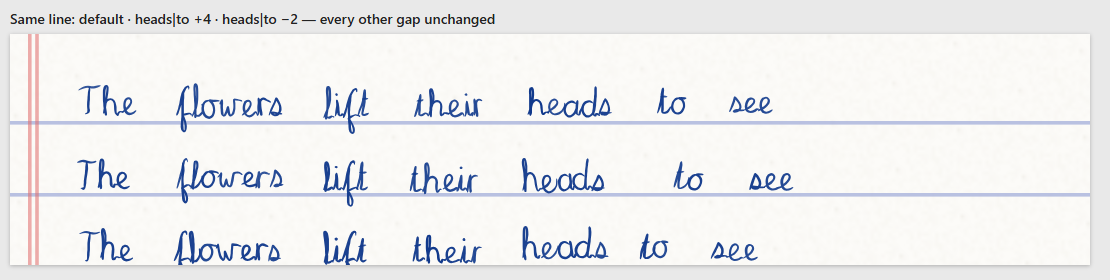 Same line: default · heads|to +4 · heads|to −2 — every other gap unchanged
The flowers lift their heads to see
The flowers lift their heads to see
The flowers lift their heads to see